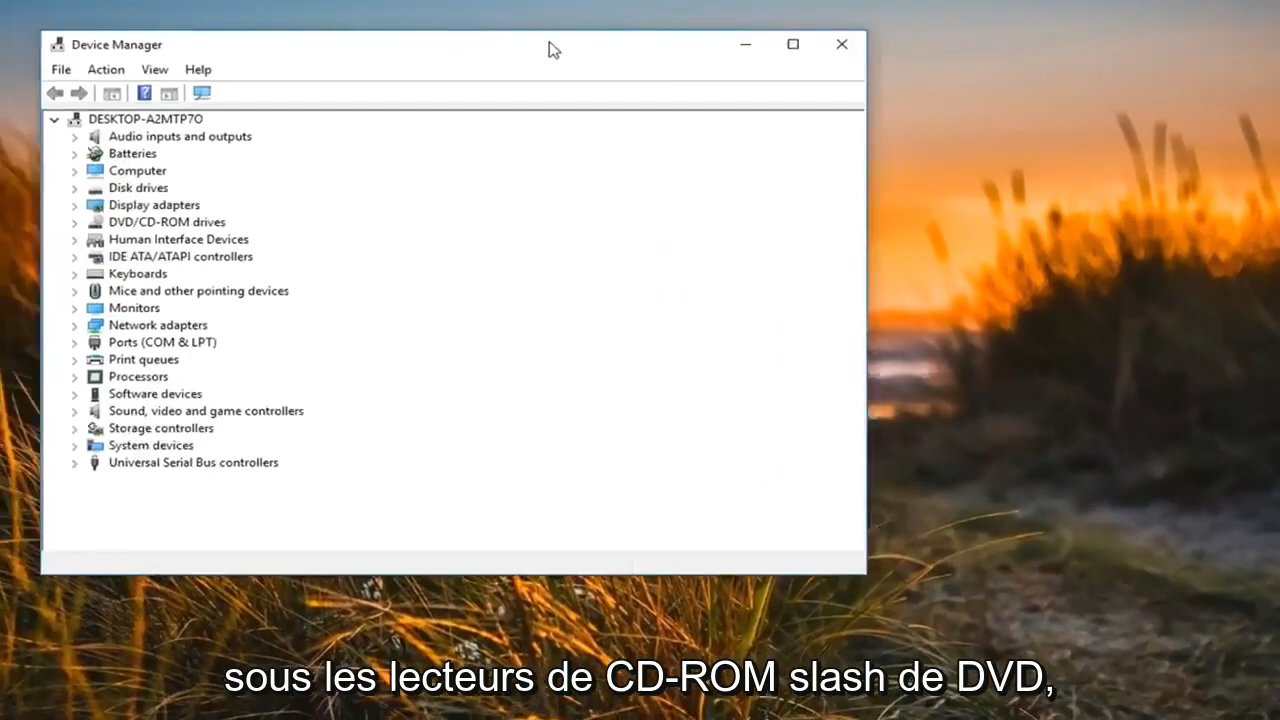 Device Manager
File Action View Help
DESKTOP-A2MTP7O
Audio inputs and outputs
Batteries
Computer
Disk drives
Display adapters
DVD/CD-ROM drives
Human Interface Devices
IDE ATA/ATAPI controllers
Keyboards
Mice and other pointing devices
Monitors
Network adapters
Ports (COM & LPT)
Print queues
Processors
Software devices
Sound, video and game controllers
Storage controllers
System devices
Universal Serial Bus controllers
sous les lecteurs de CD-ROM slash de DVD,